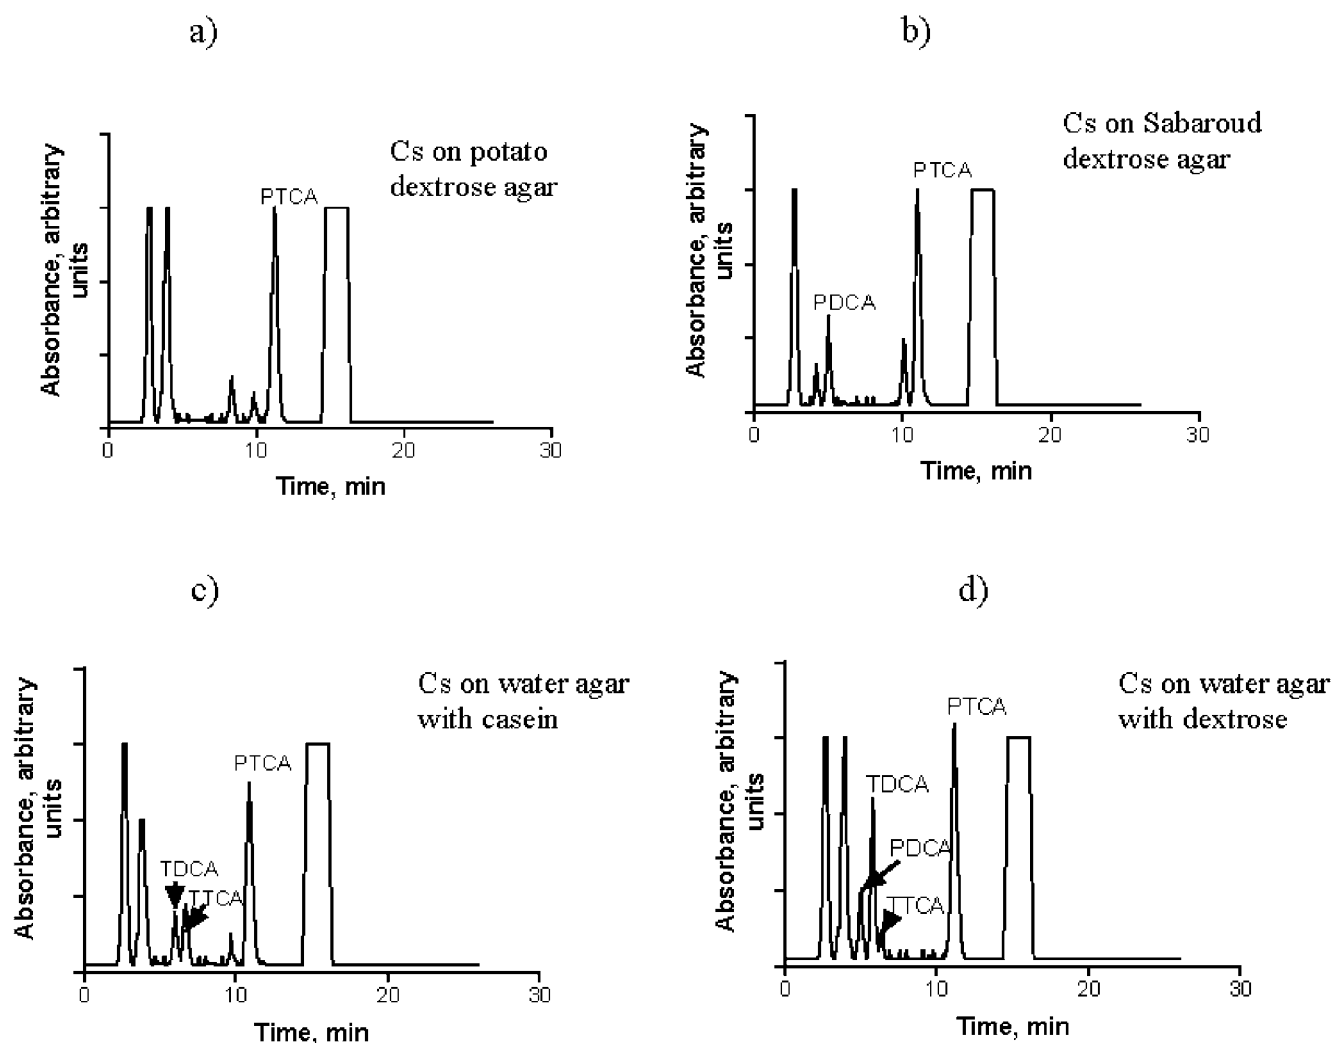 a)
Absorbance, arbitrary
units
Cs on potato
dextrose agar
PTCA
0
10
20
30
Time, min
b)
Absorbance, arbitrary
units
Cs on Sabaroud
dextrose agar
PTCA
PDCA
0
10
20
30
Time, min
c)
Absorbance, arbitrary
units
Cs on water agar
with casein
PTCA
TDCA
TTCA
0
10
20
30
Time, min
d)
Absorbance, arbitrary
units
Cs on water agar
with dextrose
PTCA
TDCA
PDCA
TTCA
0
10
20
30
Time, min